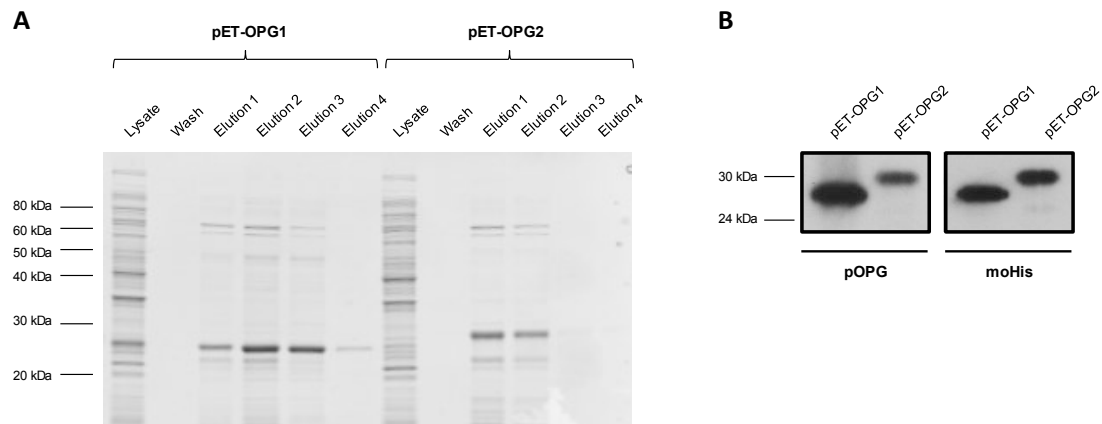 A
pET-OPG1 pET-OPG2
Lysate Wash Elution 1 Elution 2 Elution 3 Elution 4 Lysate Wash Elution 1 Elution 2 Elution 3 Elution 4
80 kDa
60 kDa
50 kDa
40 kDa
30 kDa
20 kDa
B
pET-OPG1 pET-OPG2 pET-OPG1 pET-OPG2
30 kDa
24 kDa
pOPG moHis